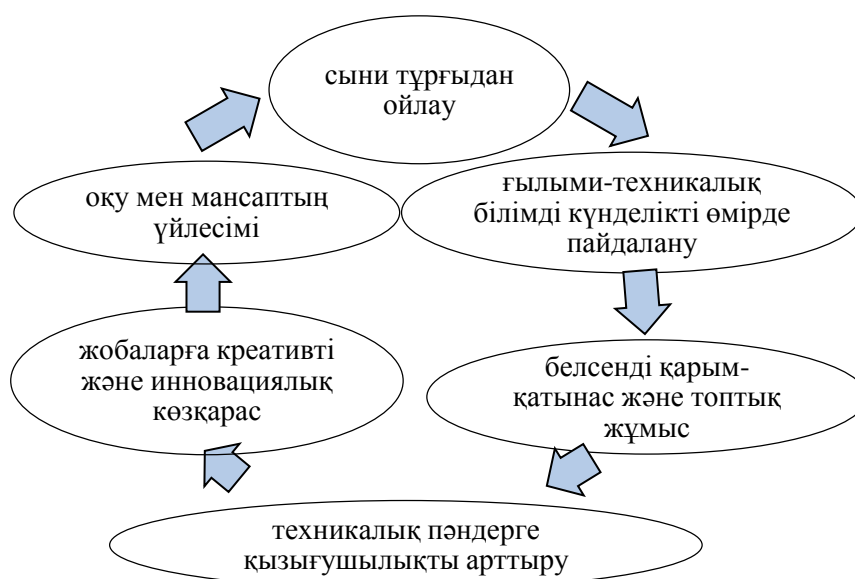 сыни тұрғыдан
ойлау
ғылыми-техникалық
білімді күнделікті өмірде
пайдалану
белсенді қарым-
қатынас және топтық
жұмыс
техникалық пәндерге
қызығушылықты арттыру
жобаларға креативті
және инновациялық
көзқарас
оқу мен мансаптың
үйлесімі